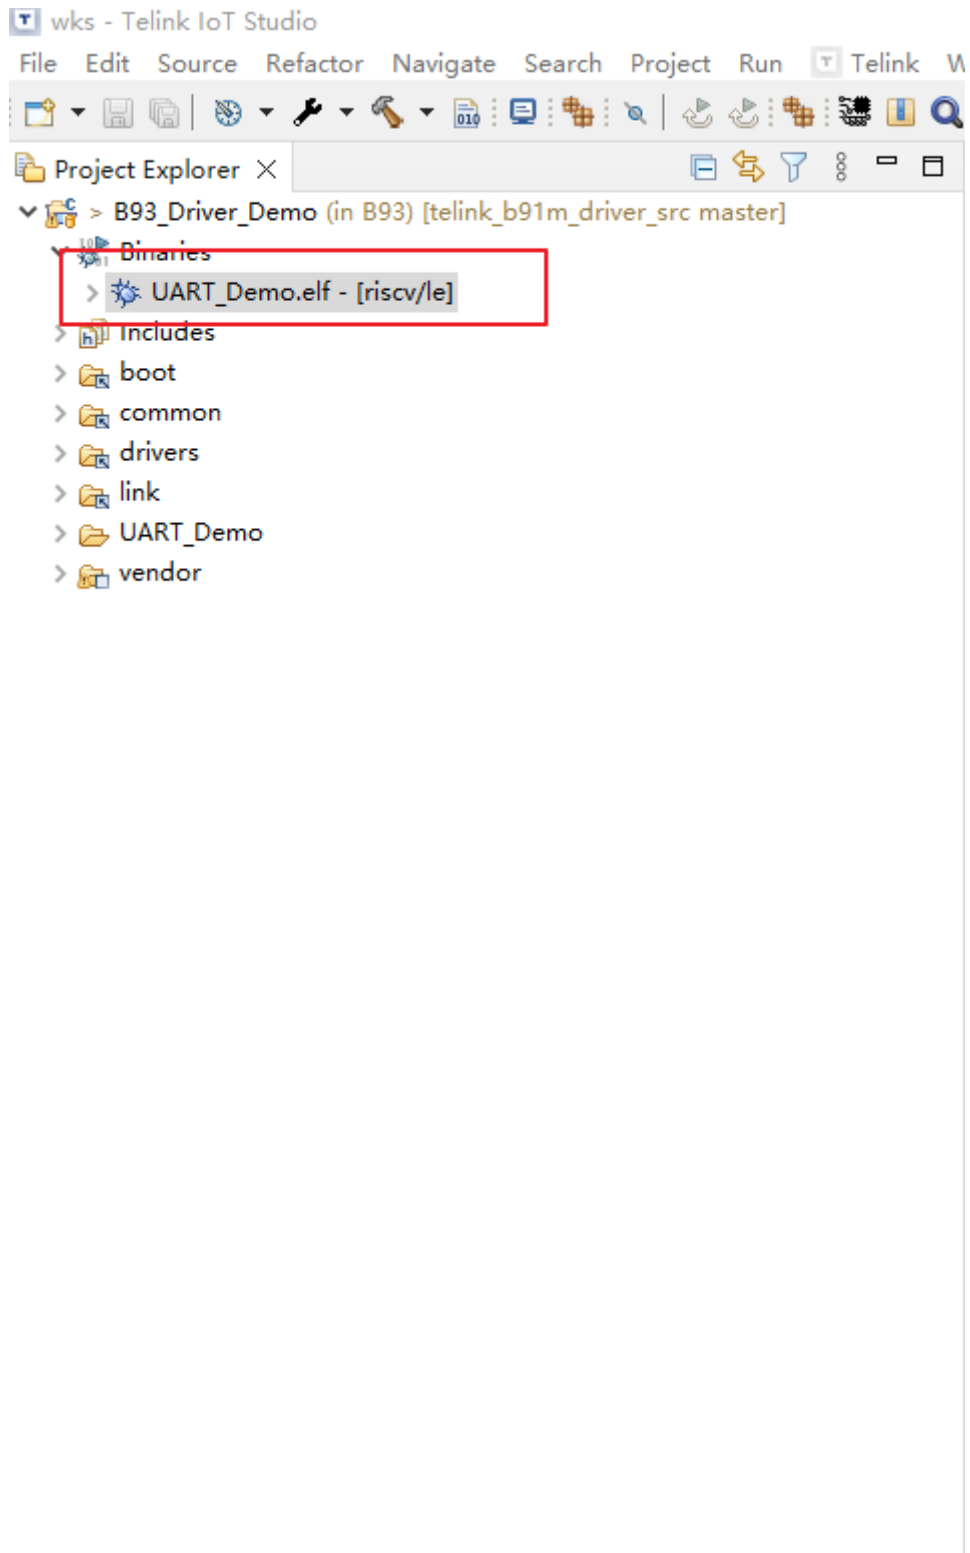 wks - Telink IoT Studio
File Edit Source Refactor Navigate Search Project Run Telink
Project Explorer
> B93_Driver_Demo (in B93) [telink_b91m_driver_src master]
Binaries
UART_Demo.elf - [riscv/le]
Includes
boot
common
drivers
link
UART_Demo
vendor